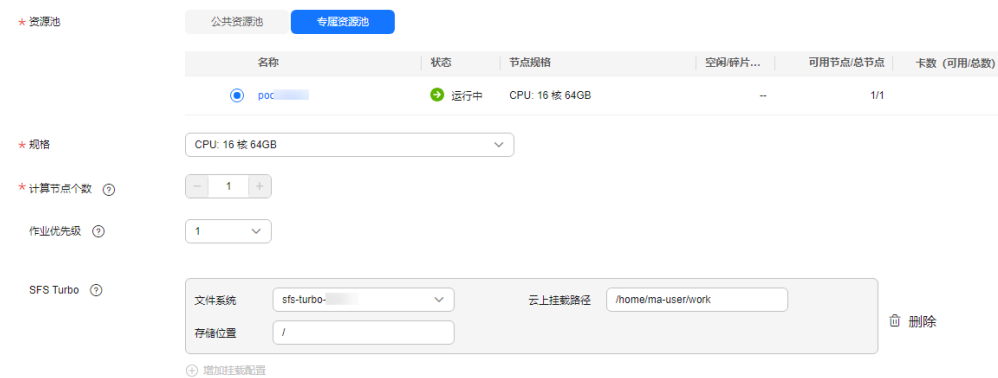 * 资源池 公共资源池 专属资源池
名称 状态 节点规格 空闲/碎片... 可用节点/总节点 卡数（可用/总数）
poc 运行中 CPU: 16 核 64GB -- 1/1
* 规格 CPU: 16 核 64GB
* 计算节点个数 ? − 1 +
作业优先级 ? 1
SFS Turbo ?
文件系统 sfs-turbo- 云上挂载路径 /home/ma-user/work
存储位置 /
删除
增加挂载配置